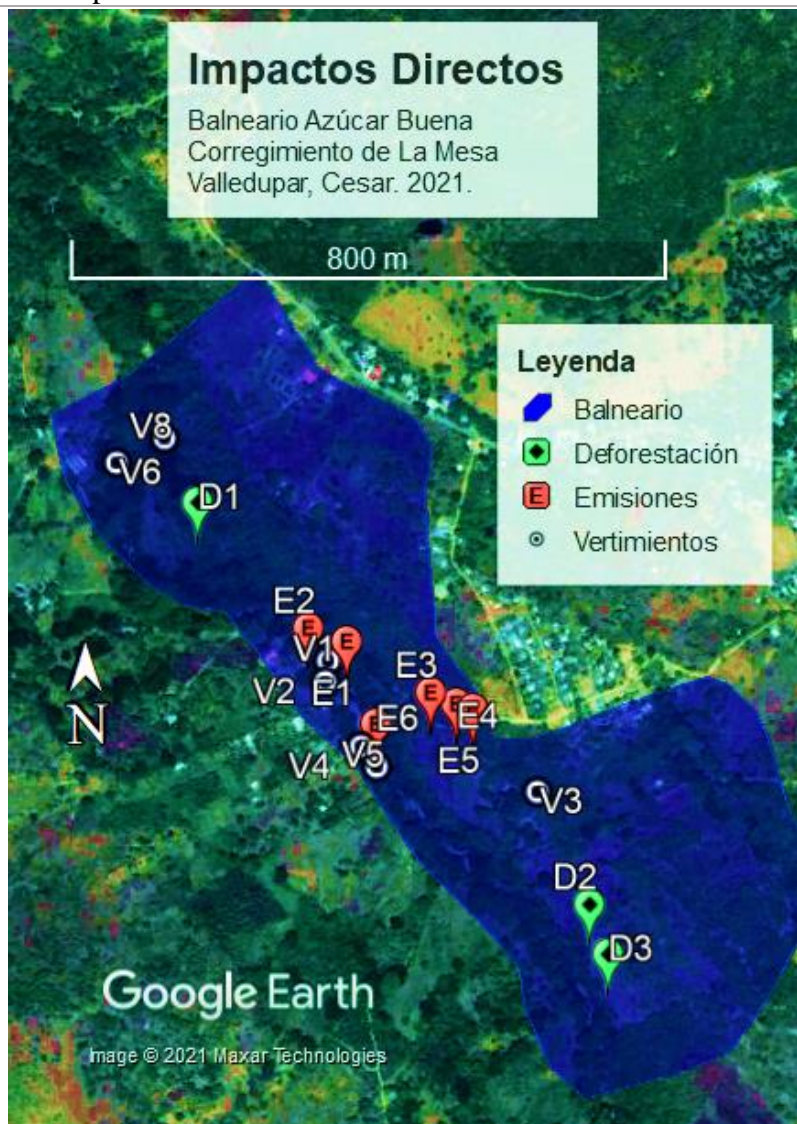 Impactos Directos
Balneario Azúcar Buena
Corregimiento de La Mesa
Valledupar, Cesar. 2021.
800 m
Leyenda
Balneario
Deforestación
E Emisiones
Vertimientos
V8
V6
D1
E2
E
E
V1
V2
E1
E3
E
E
E6
E4
E
V5
E5
V4
V3
D2
D3
N
Google Earth
Image © 2021 Maxar Technologies